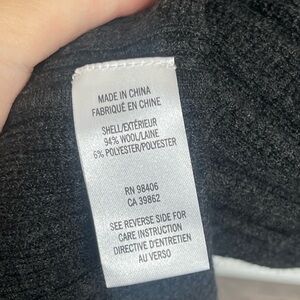 MADE IN CHINA
FABRIQUÉ EN CHINE
SHELL/EXTÉRIEUR
94% WOOL/LAINE
6% POLYESTER/POLYESTER
RN 98406
CA 39862
SEE REVERSE SIDE FOR
CARE INSTRUCTION
DIRECTIVE D'ENTRETIEN
AU VERSO